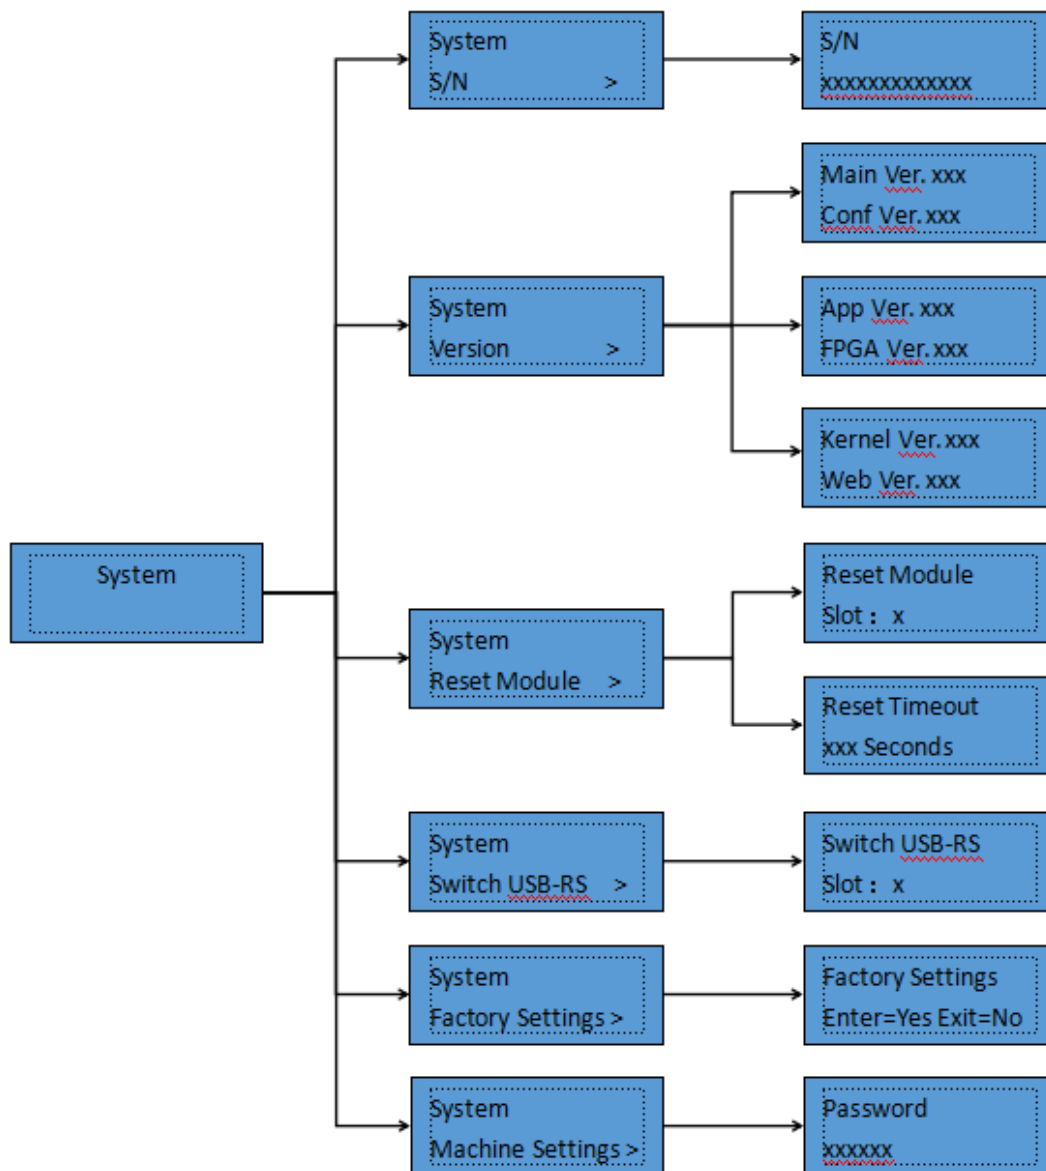 System
System
S/N >
S/N
xxxxxxxxxxxxx
System
Version >
Main Ver. xxx
Conf Ver. xxx
App Ver. xxx
FPGA Ver. xxx
Kernel Ver. xxx
Web Ver. xxx
System
Reset Module >
Reset Module
Slot： x
Reset Timeout
xxx Seconds
System
Switch USB-RS >
Switch USB-RS
Slot： x
System
Factory Settings >
Factory Settings
Enter=Yes Exit=No
System
Machine Settings >
Password
xxxxxx